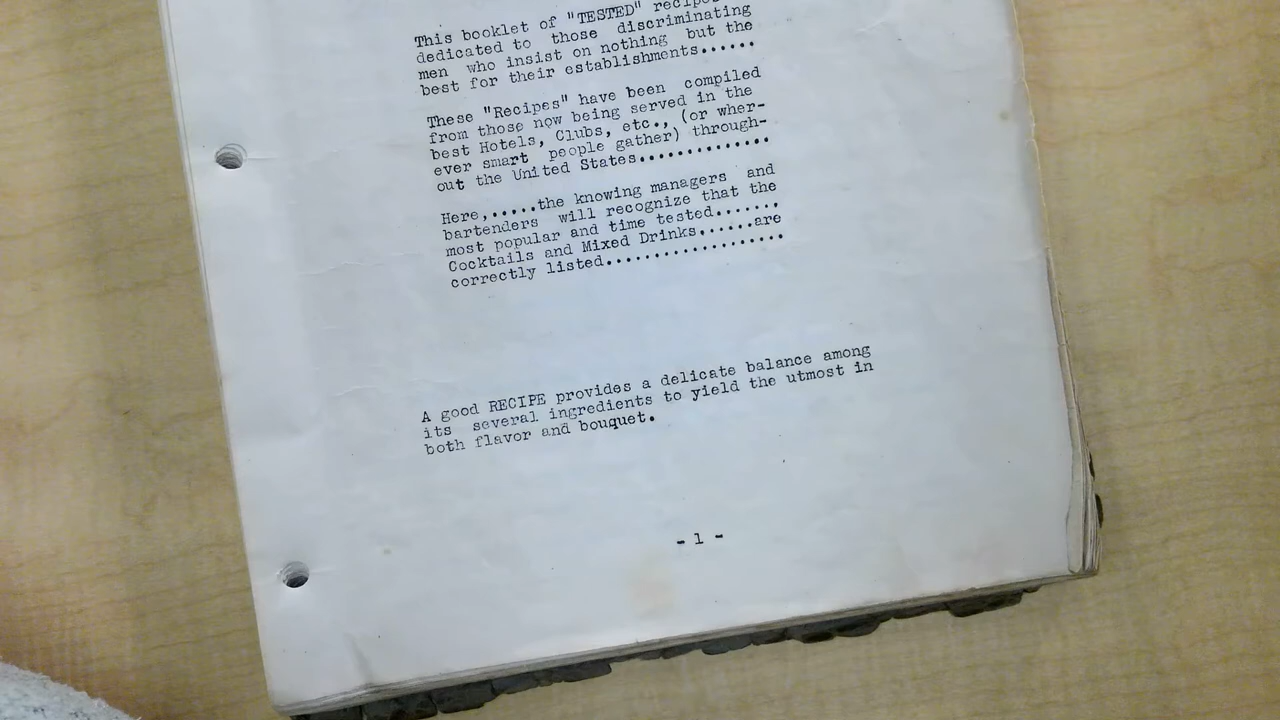 This booklet of "TESTED" recipes
dedicated to those discriminating
men who insist on nothing but the
best for their establishments......
These "Recipes" have been compiled
from those now being served in the
best Hotels, Clubs, etc., (or wher-
ever smart people gather) through-
out the United States.............
Here,.....the knowing managers and
bartenders will recognize that the
most popular and time tested.......
Cocktails and Mixed Drinks......are
correctly listed..................
A good RECIPE provides a delicate balance among
its several ingredients to yield the utmost in
both flavor and bouquet.
- 1 -